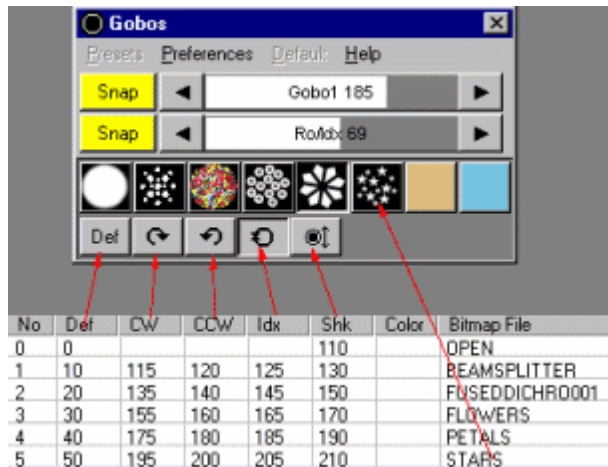 Gobos
Presets Preferences Default Help
Snap Gobo1 185
Snap Ro/Idx 69
Def
No Def CW CCW Idx Shk Color Bitmap File
0 0 110 OPEN
1 10 115 120 125 130 BEAMSPLITTER
2 20 135 140 145 150 FUSEDDICHRO001
3 30 155 160 165 170 FLOWERS
4 40 175 180 185 190 PETALS
5 50 195 200 205 210 STARS